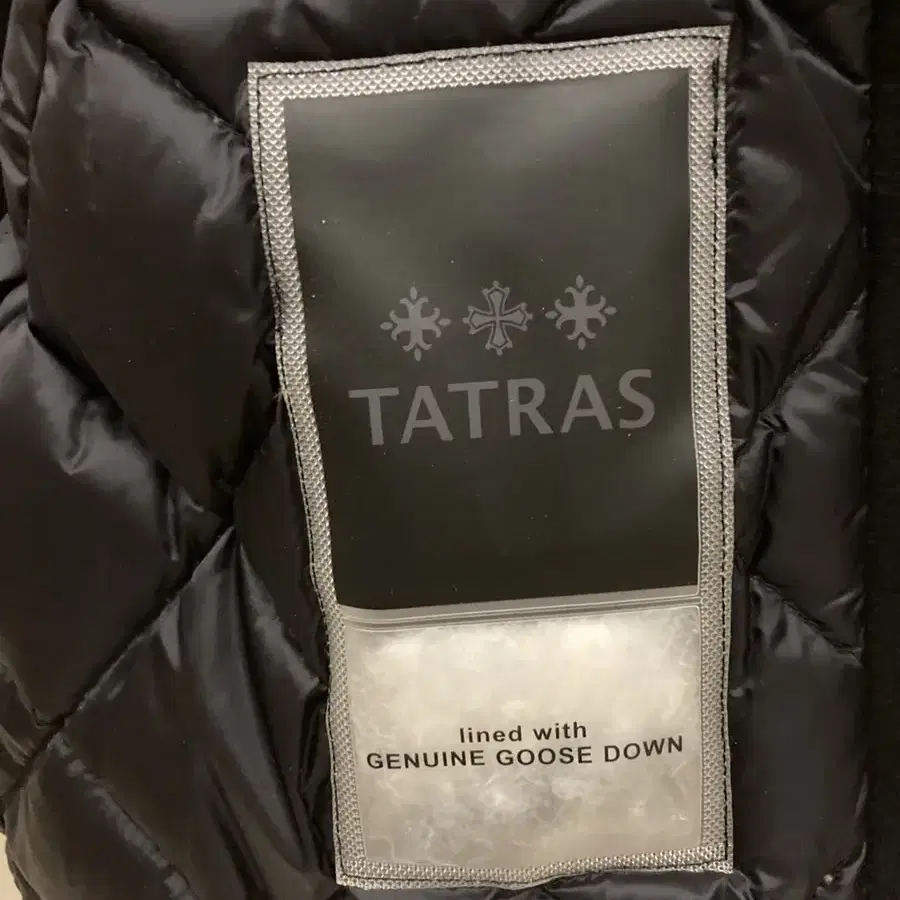 TATRAS
lined with
GENUINE GOOSE DOWN